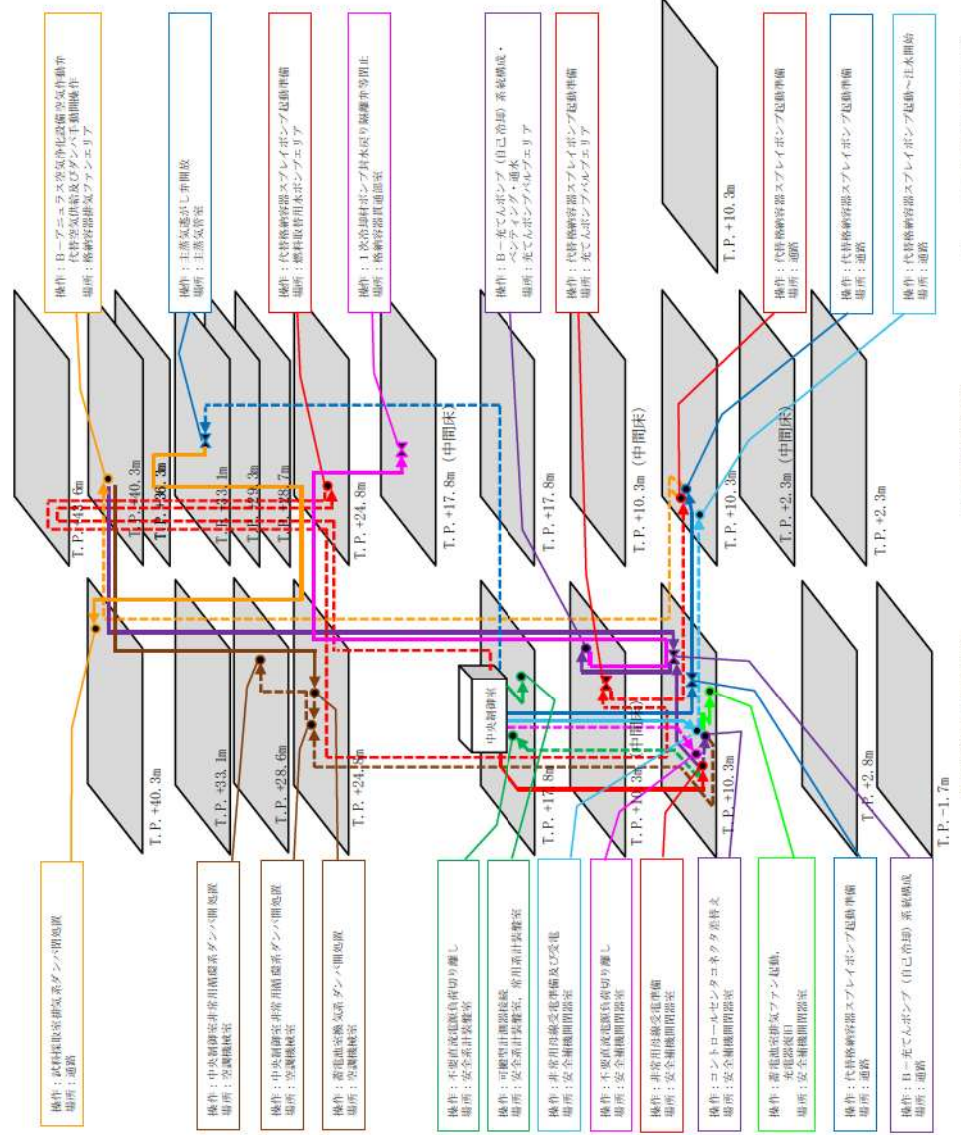 操作：B－アニュラス空気浄化設備空気作動弁
代替空気供給及びダンパ手動開操作
場所：格納容器排気ファンエリア
操作：主蒸気逃がし弁開放
場所：主蒸気管室
操作：代替格納容器スプレイポンプ起動準備
場所：燃料取替用水ポンプエリア
操作：1次冷却材ポンプ封水戻り隔離弁等閉止
場所：格納容器貫通部室
操作：B－充てんポンプ（自己冷却）系統構成・
ベンティング・通水
場所：充てんポンプバルブエリア
操作：代替格納容器スプレイポンプ起動準備
場所：充てんポンプバルブエリア
操作：代替格納容器スプレイポンプ起動準備
場所：通路
操作：代替格納容器スプレイポンプ起動準備
場所：通路
操作：代替格納容器スプレイポンプ起動～注水開始
場所：通路
T.P.+43.6m
T.P.+40.3m
T.P.+36.3m
T.P.+33.1m
T.P.+29.3m
T.P.+28.7m
T.P.+24.8m
T.P.+17.8m（中間床）
T.P.+17.8m
T.P.+10.3m（中間床）
T.P.+10.3m
T.P.+2.3m（中間床）
T.P.+2.3m
T.P.+10.3m
T.P.+40.3m
T.P.+33.1m
T.P.+28.6m
T.P.+24.8m
中央制御室
T.P.+17.8m
T.P.+10.3m（中間床）
T.P.+10.3m
T.P.+2.8m
T.P.-1.7m
操作：試料採取室排気系ダンパ閉処置
場所：通路
操作：中央制御室非常用循環系ダンパ開処置
場所：空調機械室
操作：中央制御室非常用循環系ダンパ開処置
場所：空調機械室
操作：蓄電池室換気系ダンパ開処置
場所：空調機械室
操作：不要直流電源負荷切り離し
場所：安全系計装盤室
操作：可搬型計測器接続
場所：安全系計装盤室，常用系計装盤室
操作：非常用母線受電準備及び受電
場所：安全補機開閉器室
操作：不要直流電源負荷切り離し
場所：安全補機開閉器室
操作：非常用母線受電準備
場所：安全補機開閉器室
操作：コントロールセンタコネクタ差替え
場所：安全補機開閉器室
操作：蓄電池室排気ファン起動，
充電器復旧
場所：安全補機開閉器室
操作：代替格納容器スプレイポンプ起動準備
場所：通路
操作：B－充てんポンプ（自己冷却）系統構成
場所：通路